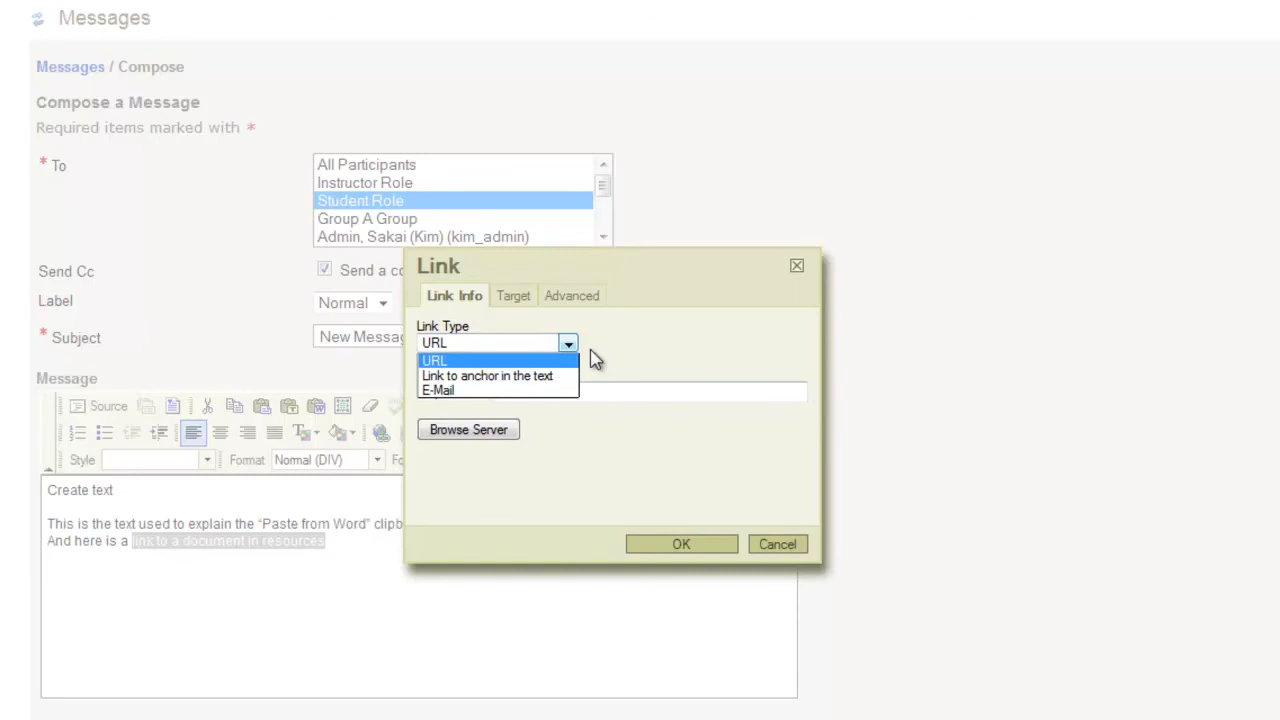 Messages
Messages / Compose
Compose a Message
Required items marked with *
* To
All Participants
Instructor Role
Student Role
Group A Group
Admin, Sakai (Kim) (kim_admin)
Send Cc
Send a co
Label
Normal
* Subject
New Messag
Message
Source
Style
Format
Normal (DIV)
Fo
Create text
This is the text used to explain the “Paste from Word” clipb
And here is a link to a document in resources
Link
Link Info
Target
Advanced
Link Type
URL
URL
Link to anchor in the text
E-Mail
Browse Server
OK
Cancel